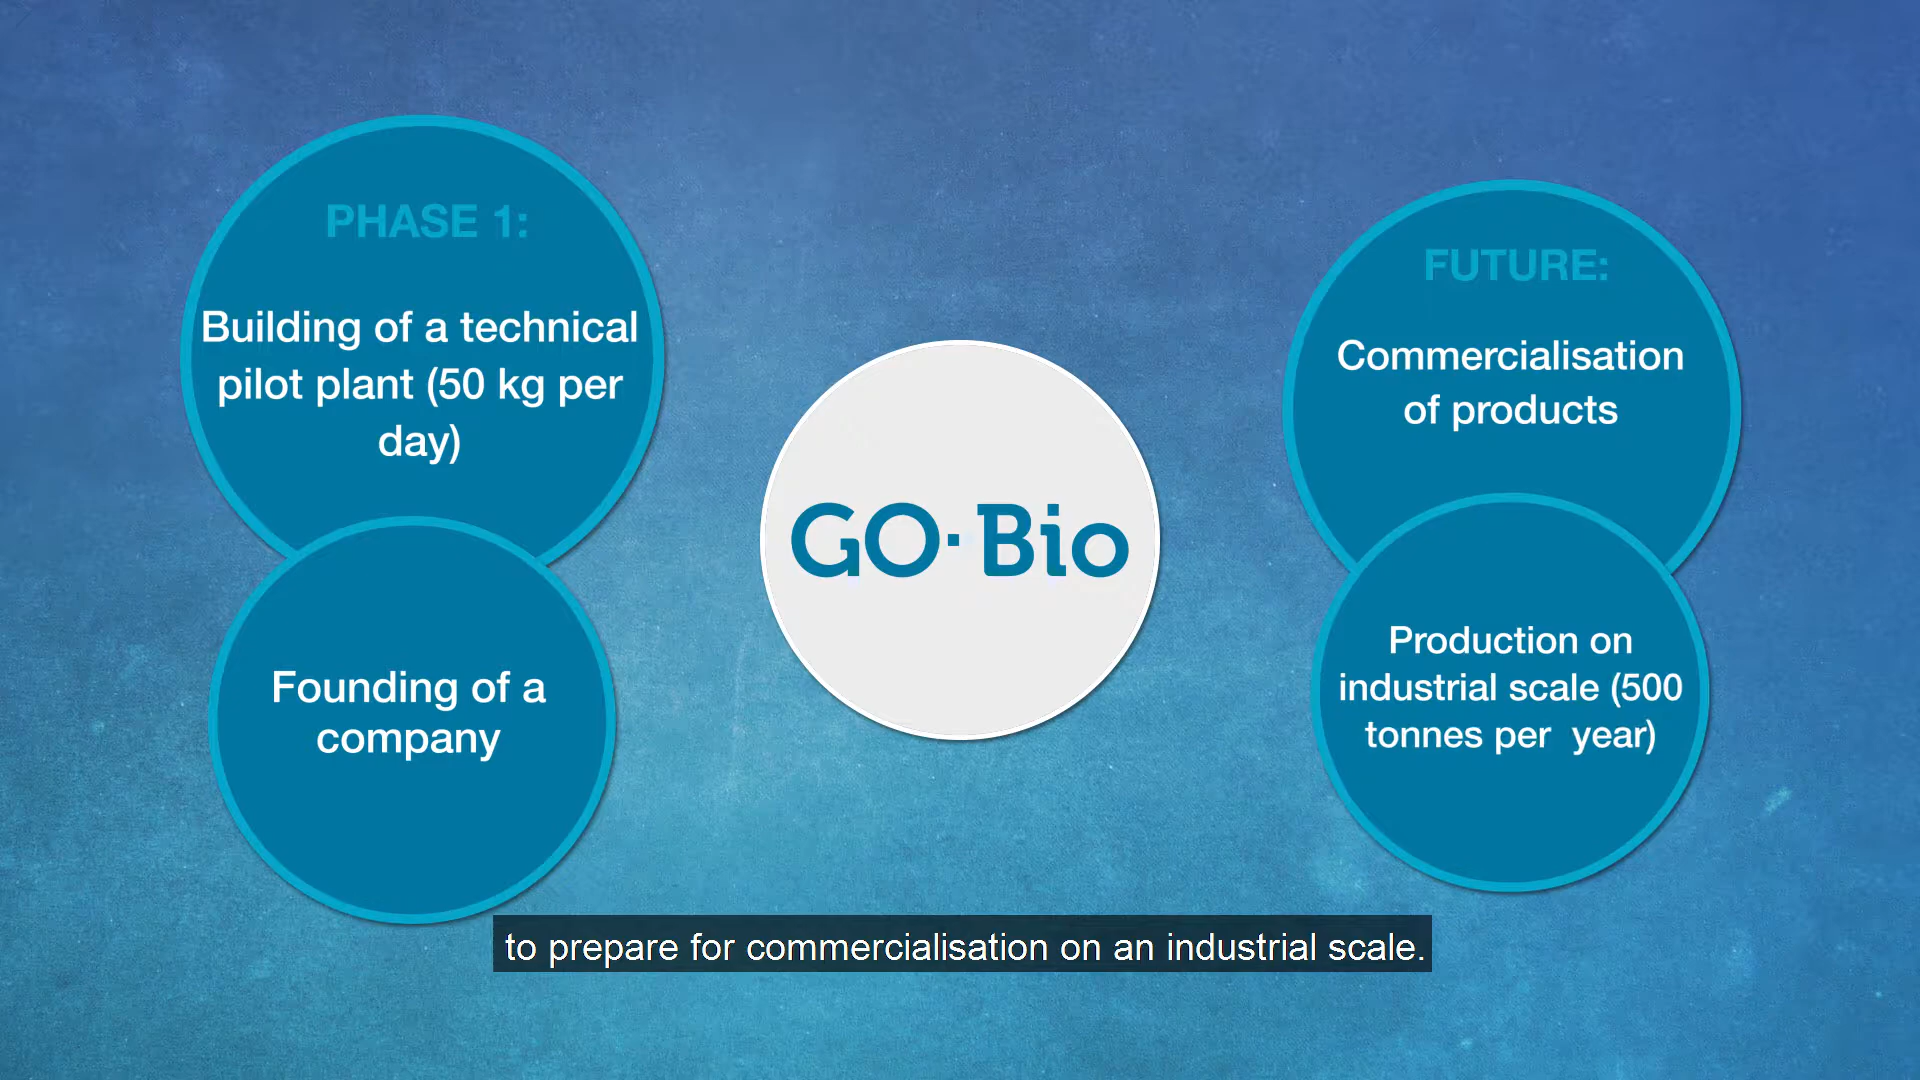 PHASE 1:
Building of a technical
pilot plant (50 kg per
day)
Founding of a
company
GO·Bio
FUTURE:
Commercialisation
of products
Production on
industrial scale (500
tonnes per  year)
to prepare for commercialisation on an industrial scale.